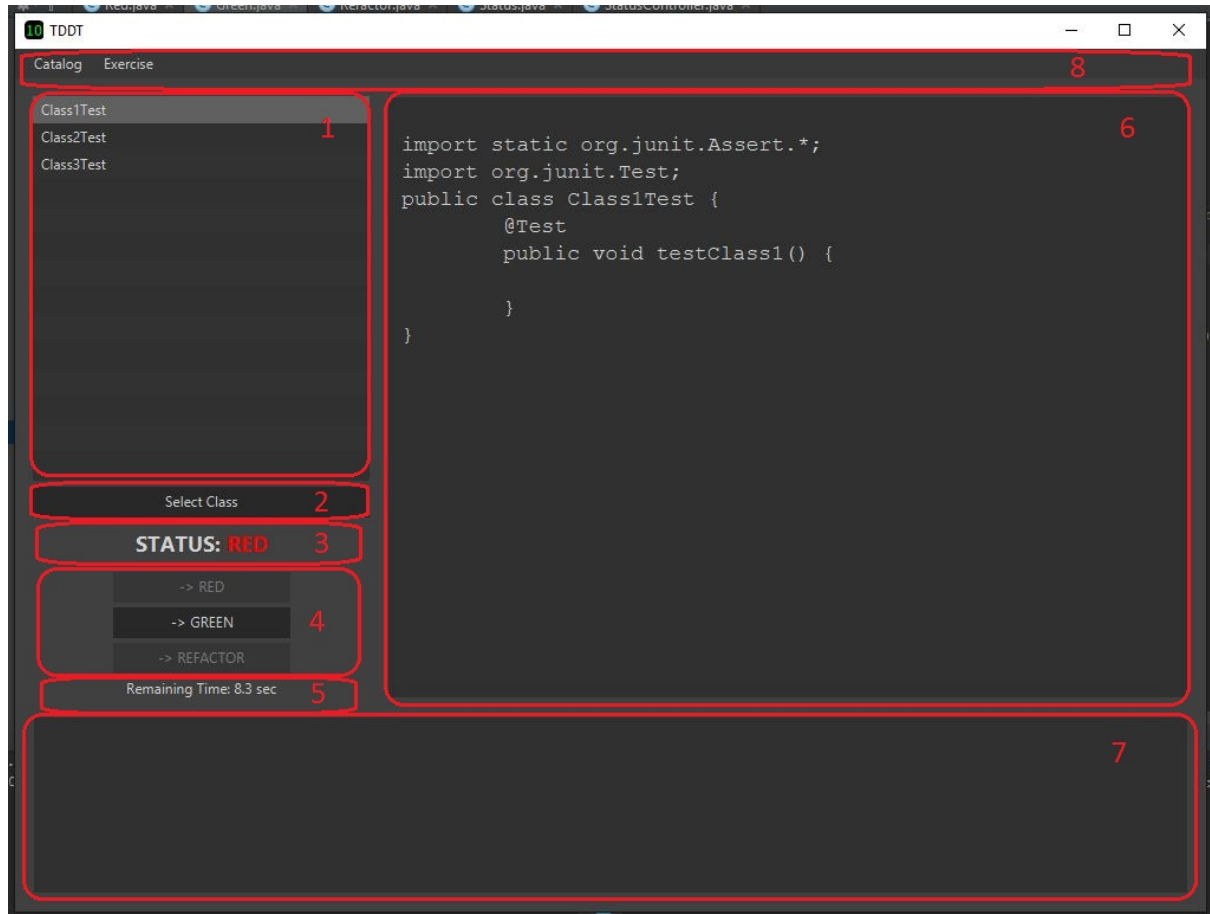 Red.java Green.java Refactor.java Status.java StatusController.java
10 TDDT
Catalog Exercise 8
Class1Test 1
Class2Test
Class3Test
6
import static org.junit.Assert.*;
import org.junit.Test;
public class Class1Test {
@Test
public void testClass1() {
}
}
Select Class 2
STATUS: RED 3
-> RED
-> GREEN 4
-> REFACTOR
Remaining Time: 8.3 sec 5
7